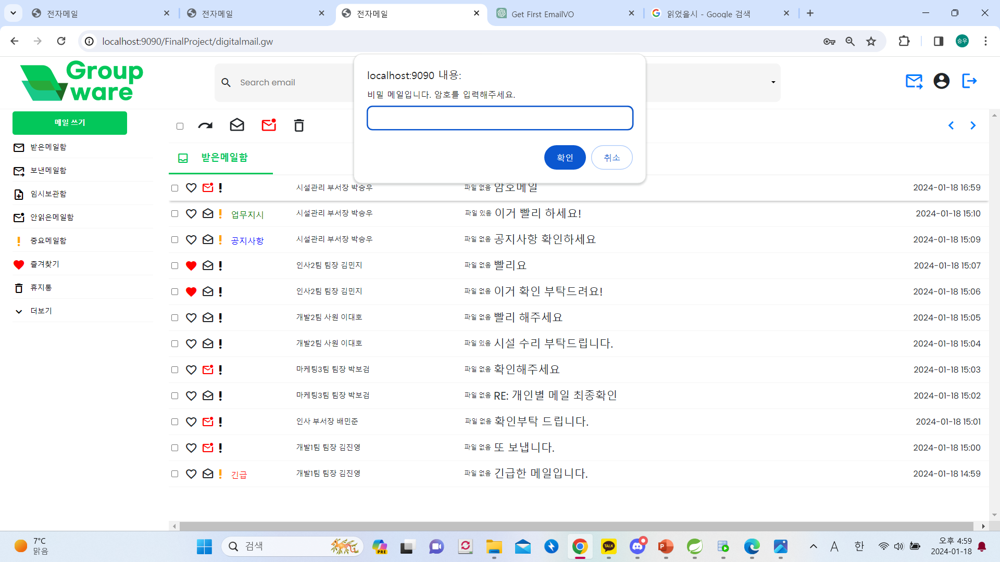 전자메일
전자메일
전자메일
Get First EmailVO
읽었을시 - Google 검색
localhost:9090/FinalProject/digitalmail.gw
승우
Group
ware
Search email
localhost:9090 내용:
비밀 메일입니다. 암호를 입력해주세요.
확인
취소
메일 쓰기
받은메일함
보낸메일함
임시보관함
안읽은메일함
중요메일함
즐겨찾기
휴지통
더보기
받은메일함
시설관리 부서장 박승우 파일 없음 암호메일 2024-01-18 16:59
업무지시 시설관리 부서장 박승우 파일 있음 이거 빨리 하세요! 2024-01-18 15:10
공지사항 시설관리 부서장 박승우 파일 없음 공지사항 확인하세요 2024-01-18 15:09
인사2팀 팀장 김민지 파일 없음 빨리요 2024-01-18 15:07
인사2팀 팀장 김민지 파일 없음 이거 확인 부탁드려요! 2024-01-18 15:06
개발2팀 사원 이대호 파일 없음 빨리 해주세요 2024-01-18 15:05
개발2팀 사원 이대호 파일 있음 시설 수리 부탁드립니다. 2024-01-18 15:04
마케팅3팀 팀장 박보검 파일 없음 확인해주세요 2024-01-18 15:03
마케팅3팀 팀장 박보검 파일 없음 RE: 개인별 메일 최종확인 2024-01-18 15:02
인사 부서장 배민준 파일 없음 확인부탁 드립니다. 2024-01-18 15:01
개발1팀 팀장 김진영 파일 없음 또 보냅니다. 2024-01-18 15:00
긴급 개발1팀 팀장 김진영 파일 없음 긴급한 메일입니다. 2024-01-18 14:59
7°C
맑음
검색
PRE
TALK
A
한
오후 4:59
2024-01-18